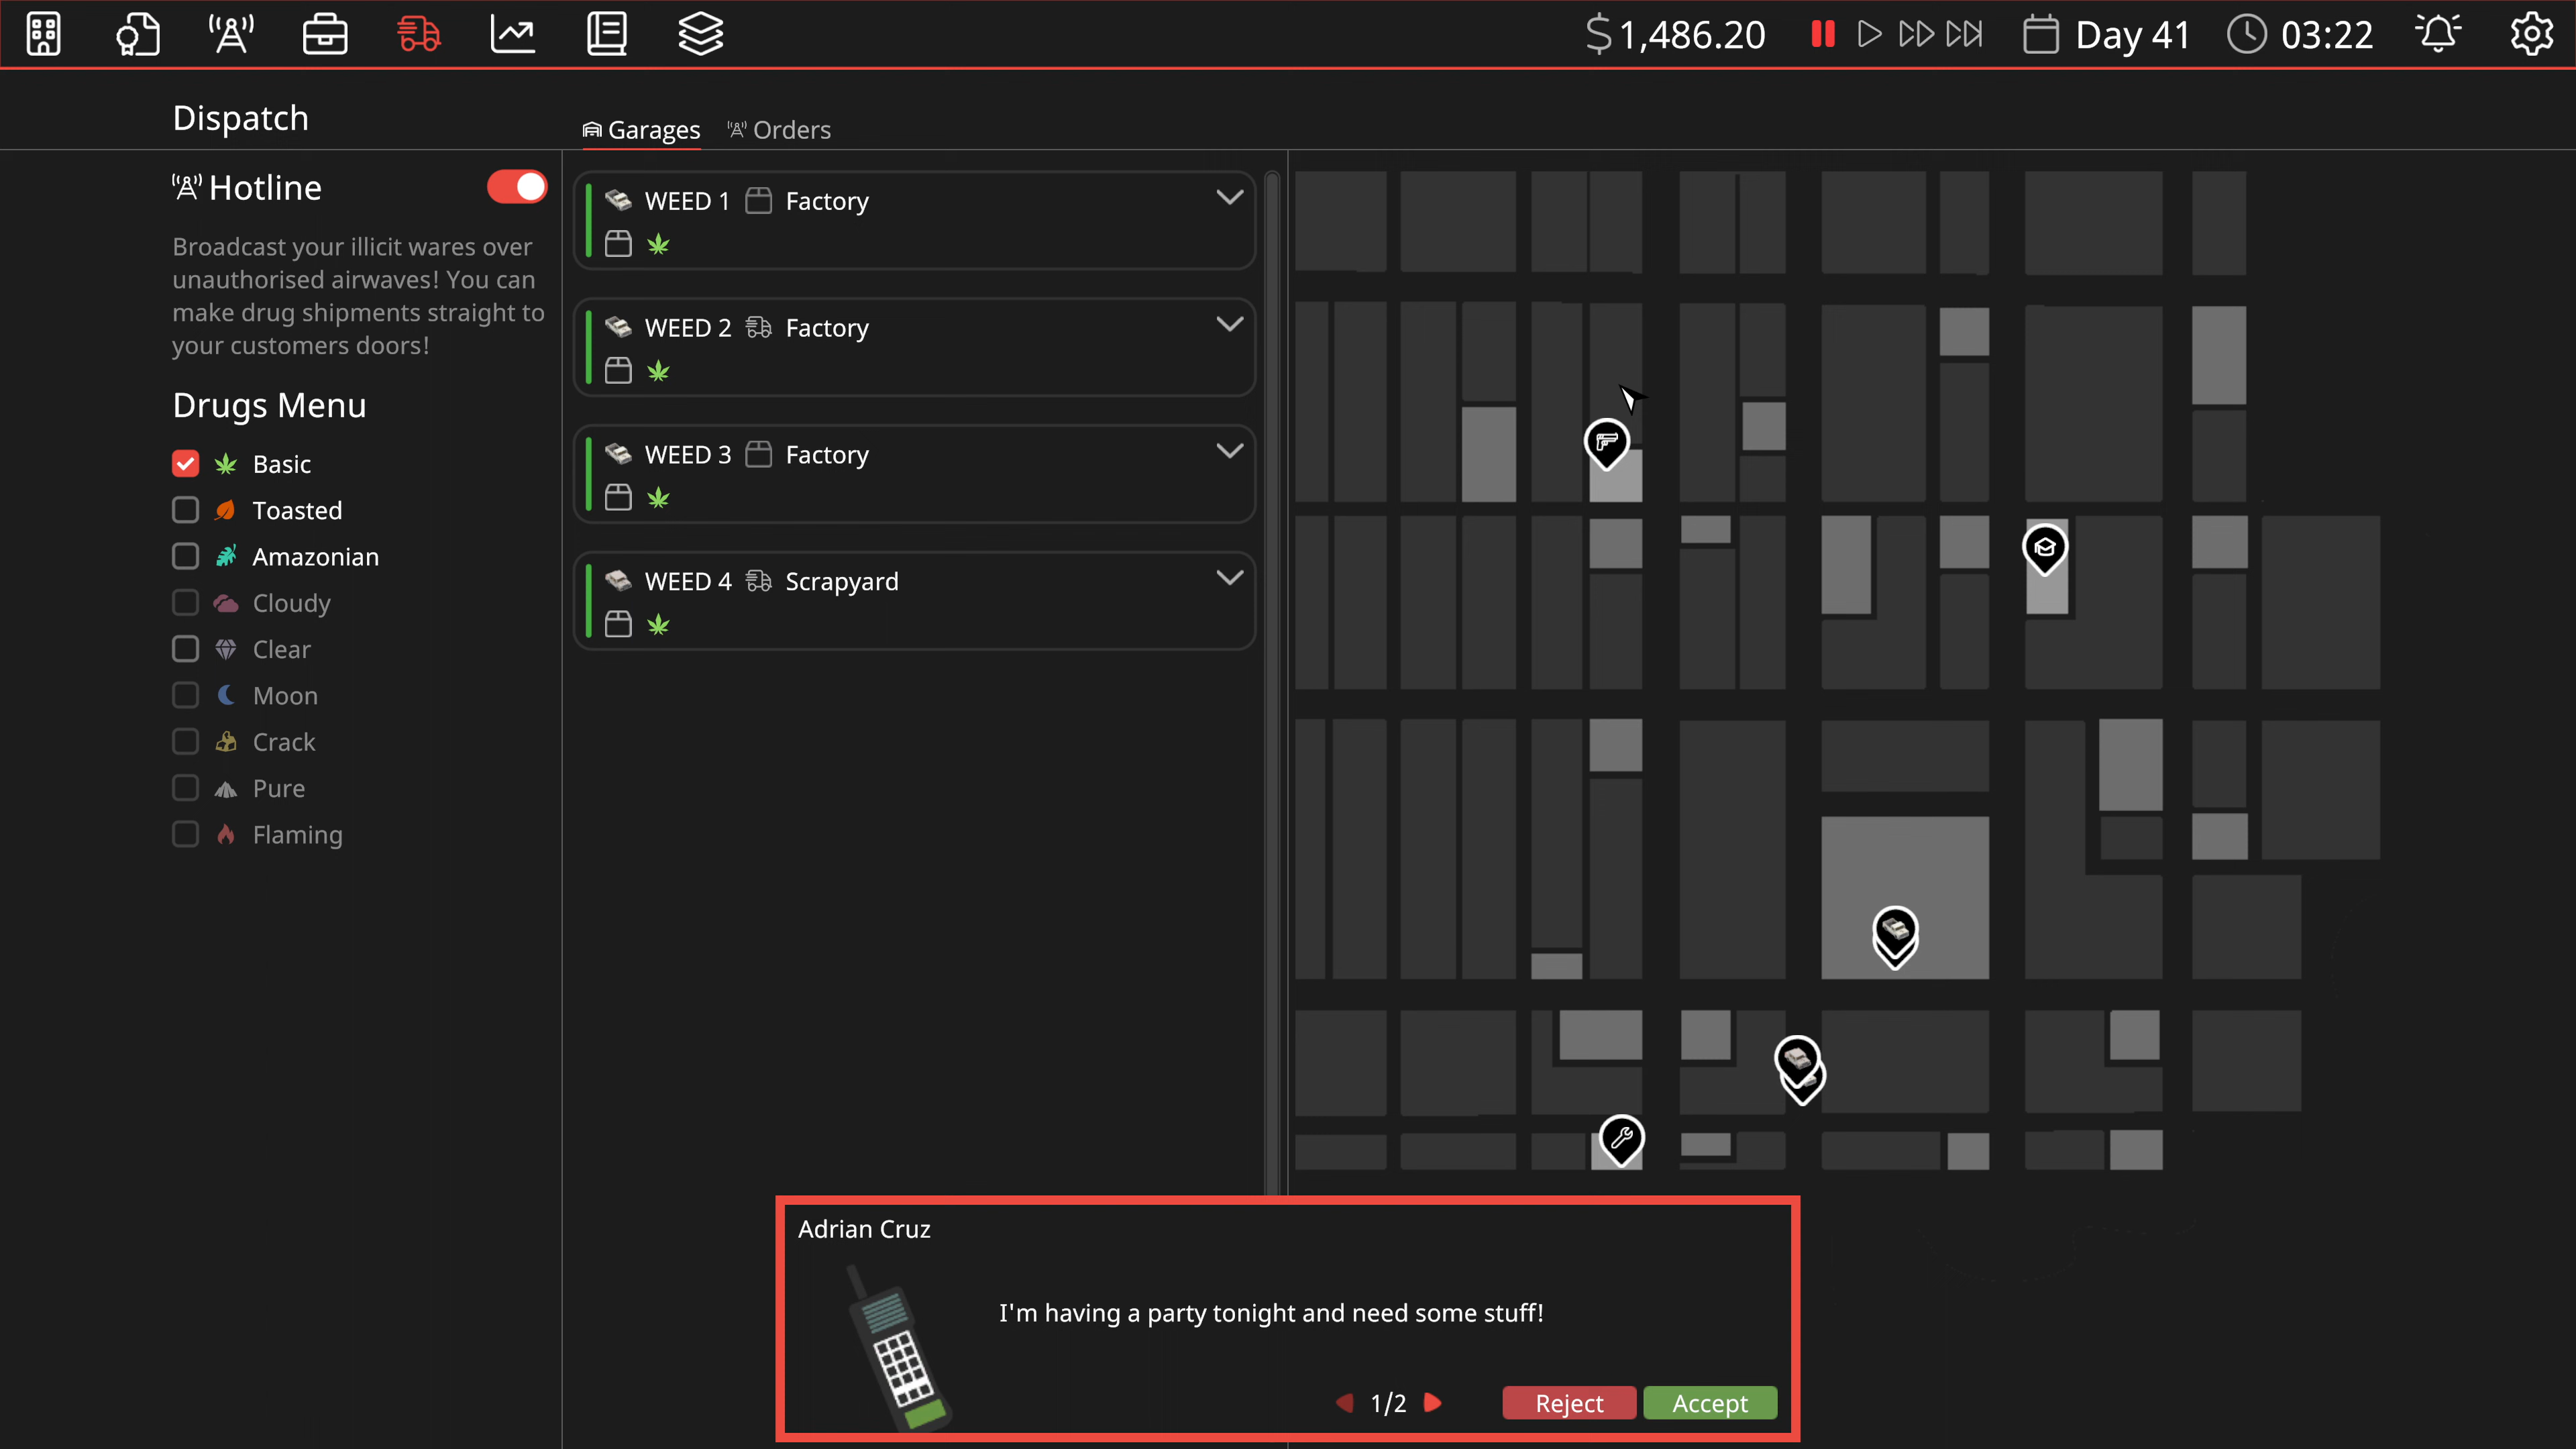 $1,486.20
Day 41
03:22
Dispatch
Garages
Orders
Hotline
Broadcast your illicit wares over
unauthorised airwaves! You can
make drug shipments straight to
your customers doors!
Drugs Menu
Basic
Toasted
Amazonian
Cloudy
Clear
Moon
Crack
Pure
Flaming
WEED 1 Factory
WEED 2 Factory
WEED 3 Factory
WEED 4 Scrapyard
Adrian Cruz
I'm having a party tonight and need some stuff!
1/2
Reject
Accept